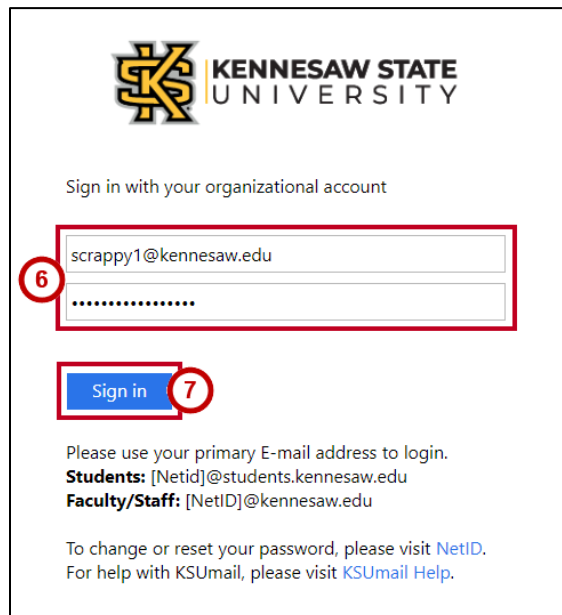 KS
KENNESAW STATE
UNIVERSITY
Sign in with your organizational account
scrappy1@kennesaw.edu
6
•••••••••••••••••
Sign in
7
Please use your primary E-mail address to login.
Students: [Netid]@students.kennesaw.edu
Faculty/Staff: [NetID]@kennesaw.edu
To change or reset your password, please visit NetID.
For help with KSUmail, please visit KSUmail Help.